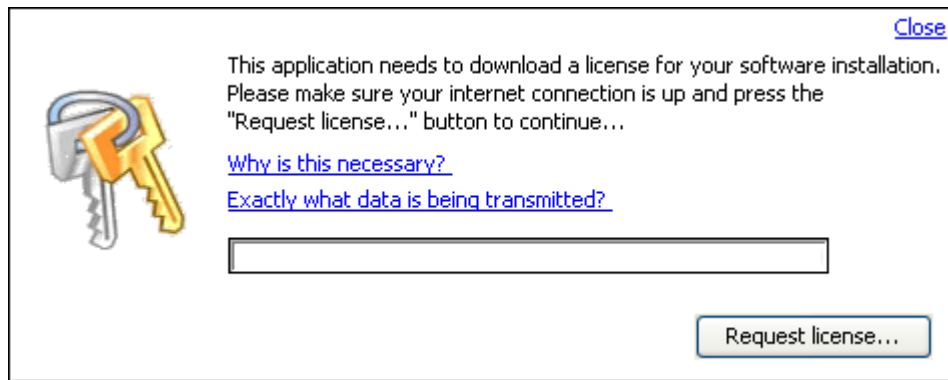 Close
This application needs to download a license for your software installation.
Please make sure your internet connection is up and press the
"Request license..." button to continue...
Why is this necessary?
Exactly what data is being transmitted?
Request license...